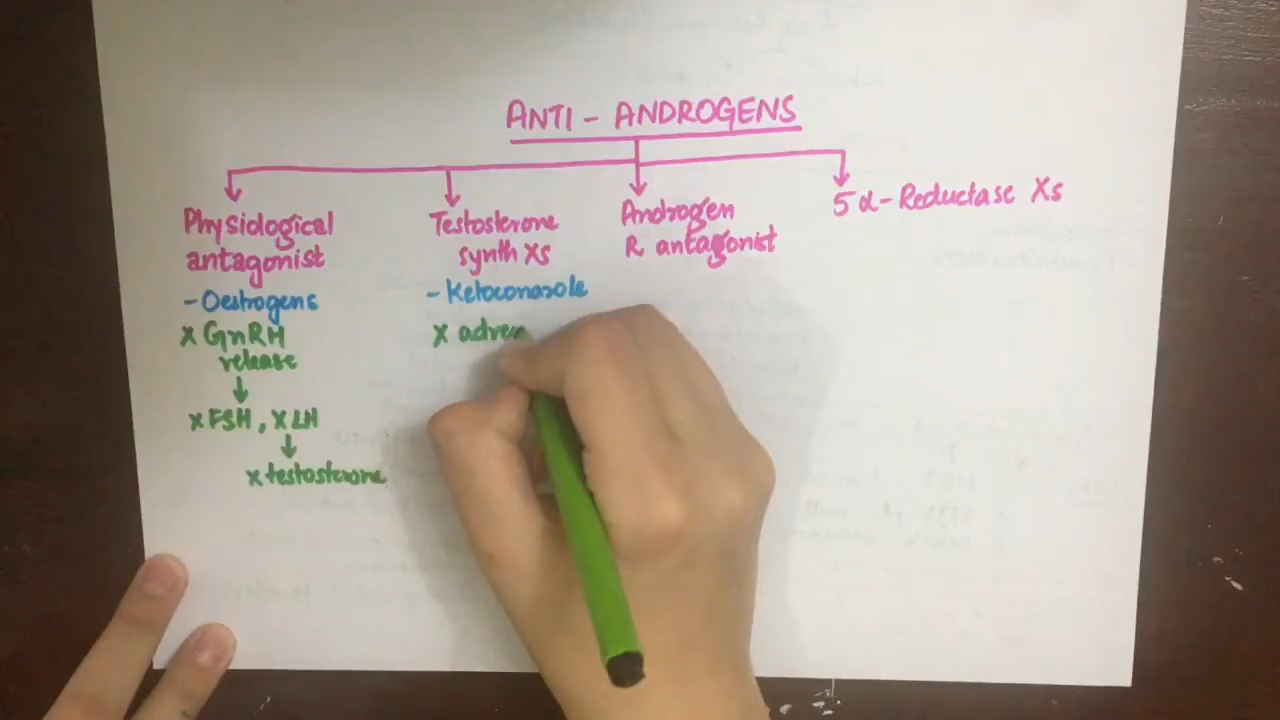 ANTI - ANDROGENS
Physiological
antagonist
- Oestrogens
X GnRH
release
X FSH, X LH
X testosterone
Testosterone
synth Xs
- Ketoconazole
X adren
Androgen
R antagonist
5 α - Reductase Xs